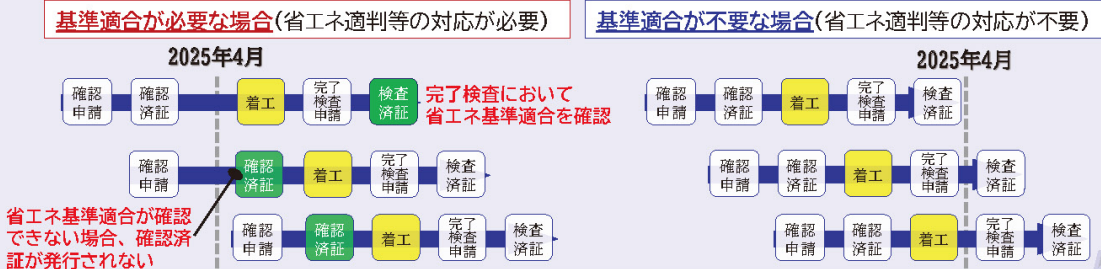 基準適合が必要な場合(省エネ適判等の対応が必要)
2025年4月
確認
申請
確認
済証
着工
完了
検査
申請
検査
済証
完了検査において
省エネ基準適合を確認
確認
申請
確認
済証
着工
完了
検査
申請
検査
済証
省エネ基準適合が確認
できない場合、確認済
証が発行されない
確認
申請
確認
済証
着工
完了
検査
申請
検査
済証
基準適合が不要な場合(省エネ適判等の対応が不要)
2025年4月
確認
申請
確認
済証
着工
完了
検査
申請
検査
済証
確認
申請
確認
済証
着工
完了
検査
申請
検査
済証
確認
申請
確認
済証
着工
完了
検査
申請
検査
済証